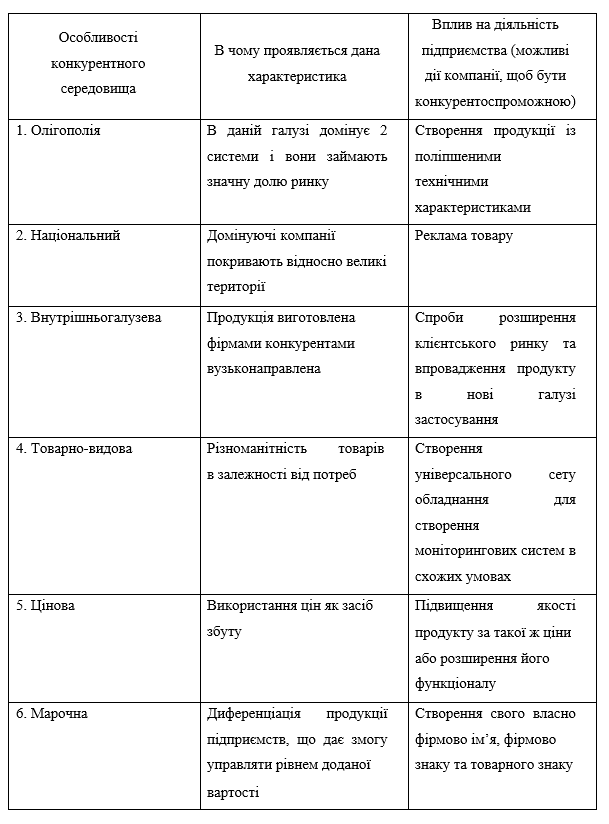 Особливості
конкурентного
середовища
В чому проявляється дана
характеристика
Вплив на діяльність
підприємства (можливі
дії компанії, щоб бути
конкурентоспроможною)
1. Олігополія
В даній галузі домінує 2
системи і вони займають
значну долю ринку
Створення продукції із
поліпшеними
технічними
характеристиками
2. Національний
Домінуючі компанії
покривають відносно великі
території
Реклама товару
3. Внутрішньогалузева
Продукція виготовлена
фірмами конкурентами
вузьконаправлена
Спроби розширення
клієнтського ринку та
впровадження продукту
в нові галузі
застосування
4. Товарно-видова
Різноманітність товарів
в залежності від потреб
Створення
універсального сету
обладнання для
створення
моніторингових систем в
схожих умовах
5. Цінова
Використання цін як засіб
збуту
Підвищення якості
продукту за такої ж ціни
або розширення його
функціоналу
6. Марочна
Диференціація продукції
підприємств, що дає змогу
управляти рівнем доданої
вартості
Створення свого власно
фірмово ім’я, фірмово
знаку та товарного знаку